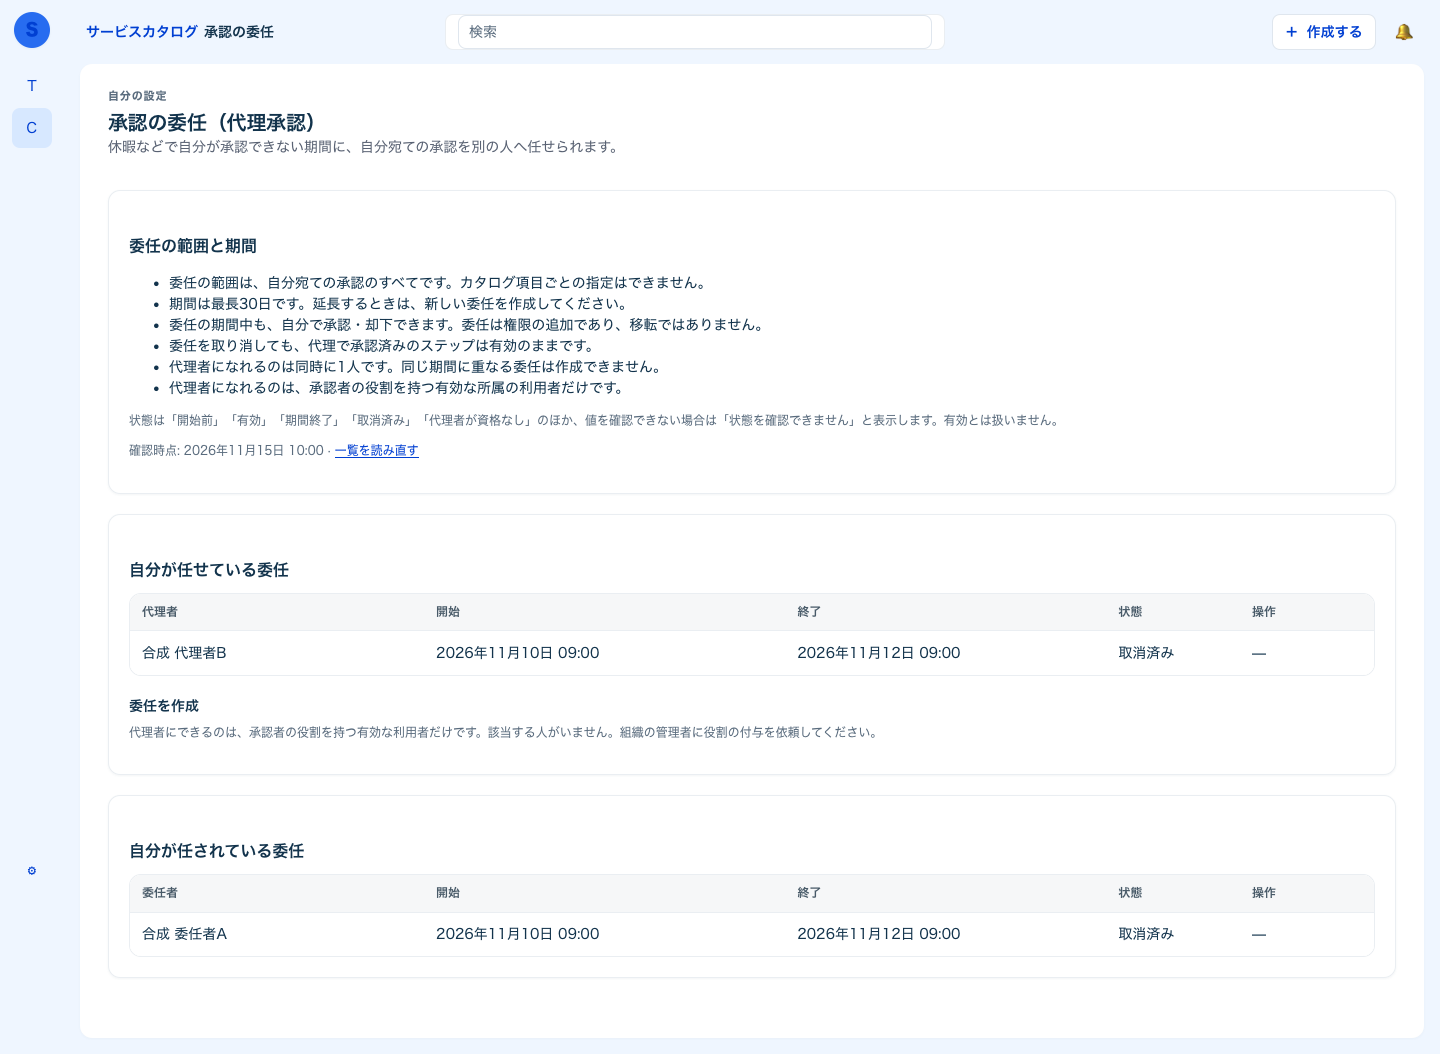 S
サービスカタログ 承認の委任
検索
+ 作成する
T
C
自分の設定
承認の委任（代理承認）
休暇などで自分が承認できない期間に、自分宛ての承認を別の人へ任せられます。
委任の範囲と期間
• 委任の範囲は、自分宛ての承認のすべてです。カタログ項目ごとの指定はできません。
• 期間は最長30日です。延長するときは、新しい委任を作成してください。
• 委任の期間中も、自分で承認・却下できます。委任は権限の追加であり、移転ではありません。
• 委任を取り消しても、代理で承認済みのステップは有効のままです。
• 代理者になれるのは同時に1人です。同じ期間に重なる委任は作成できません。
• 代理者になれるのは、承認者の役割を持つ有効な所属の利用者だけです。
状態は「開始前」「有効」「期間終了」「取消済み」「代理者が資格なし」のほか、値を確認できない場合は「状態を確認できません」と表示します。有効とは扱いません。
確認時点: 2026年11月15日 10:00 · 一覧を読み直す
自分が任せている委任
代理者 開始 終了 状態 操作
合成 代理者B 2026年11月10日 09:00 2026年11月12日 09:00 取消済み —
委任を作成
代理者にできるのは、承認者の役割を持つ有効な利用者だけです。該当する人がいません。組織の管理者に役割の付与を依頼してください。
自分が任されている委任
委任者 開始 終了 状態 操作
合成 委任者A 2026年11月10日 09:00 2026年11月12日 09:00 取消済み —